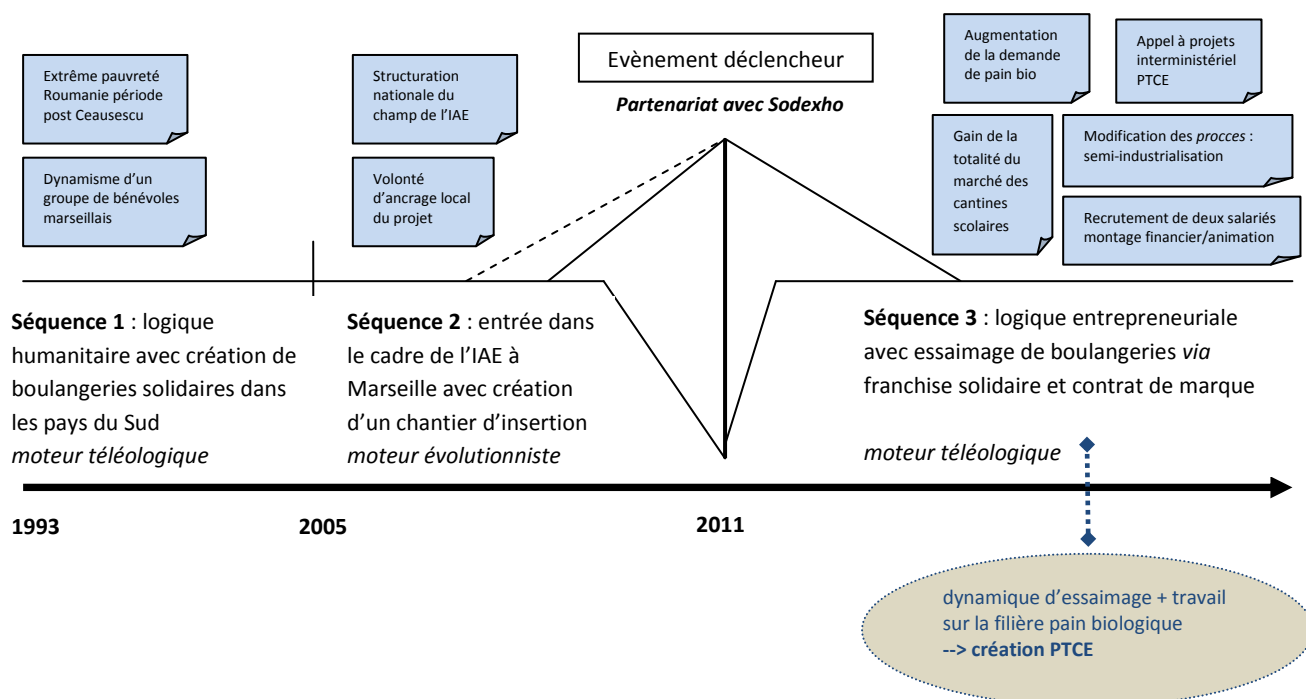 Extrême pauvreté
Roumanie période
post Ceausescu
Dynamisme d’un
groupe de bénévoles
marseillais
Structuration
nationale du
champ de l’IAE
Volonté
d’ancrage local
du projet
Evènement déclencheur
Partenariat avec Sodexho
Augmentation
de la demande
de pain bio
Appel à projets
interministériel
PTCE
Gain de la
totalité du
marché des
cantines
scolaires
Modification des procces :
semi-industrialisation
Recrutement de deux salariés
montage financier/animation
Séquence 1 : logique
humanitaire avec création de
boulangeries solidaires dans
les pays du Sud
moteur téléologique
Séquence 2 : entrée dans
le cadre de l’IAE à
Marseille avec création
d’un chantier d’insertion
moteur évolutionniste
Séquence 3 : logique entrepreneuriale
avec essaimage de boulangeries via
franchise solidaire et contrat de marque
moteur téléologique
1993
2005
2011
dynamique d’essaimage + travail
sur la filière pain biologique
--> création PTCE